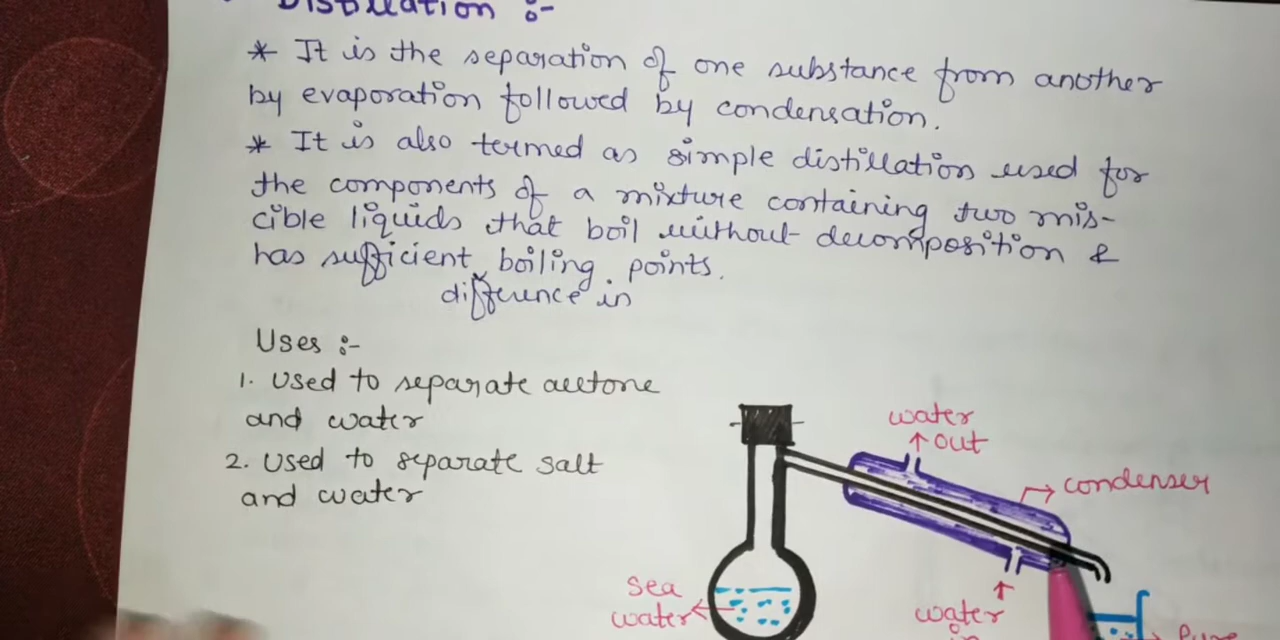 Distillation :-
* It is the separation of one substance from another
by evaporation followed by condensation.
* It is also termed as simple distillation used for
the components of a mixture containing two mis-
cible liquids that boil without decomposition &
has sufficient boiling points.
difference in
Uses :-
1. Used to separate acetone
and water
2. Used to separate salt
and water
water
out
condenser
sea
water
water
in
Pure